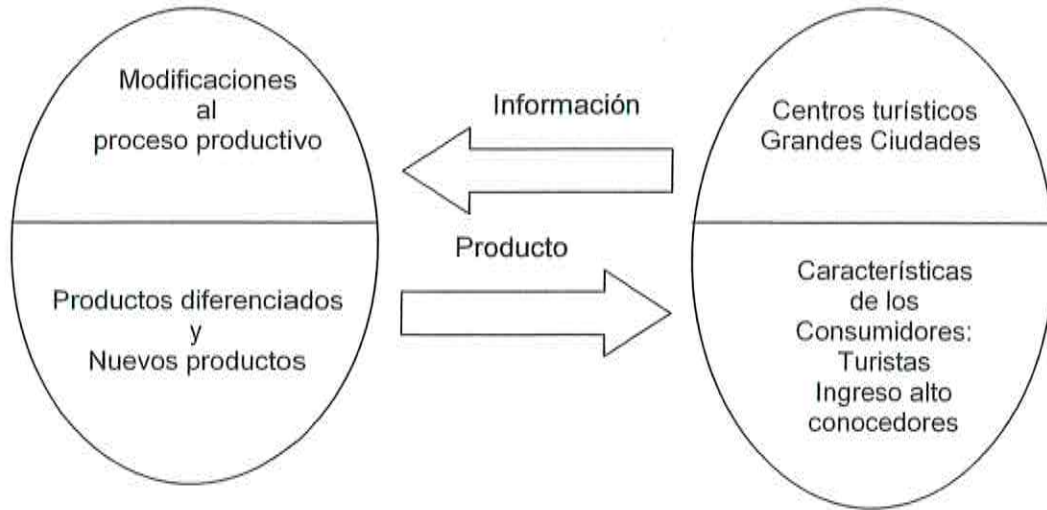 Modificaciones
al
proceso productivo
Productos diferenciados
y
Nuevos productos
Información
Producto
Centros turísticos
Grandes Ciudades
Característícas
de los
Consumidores:
Turistas
Ingreso alto
conocedores